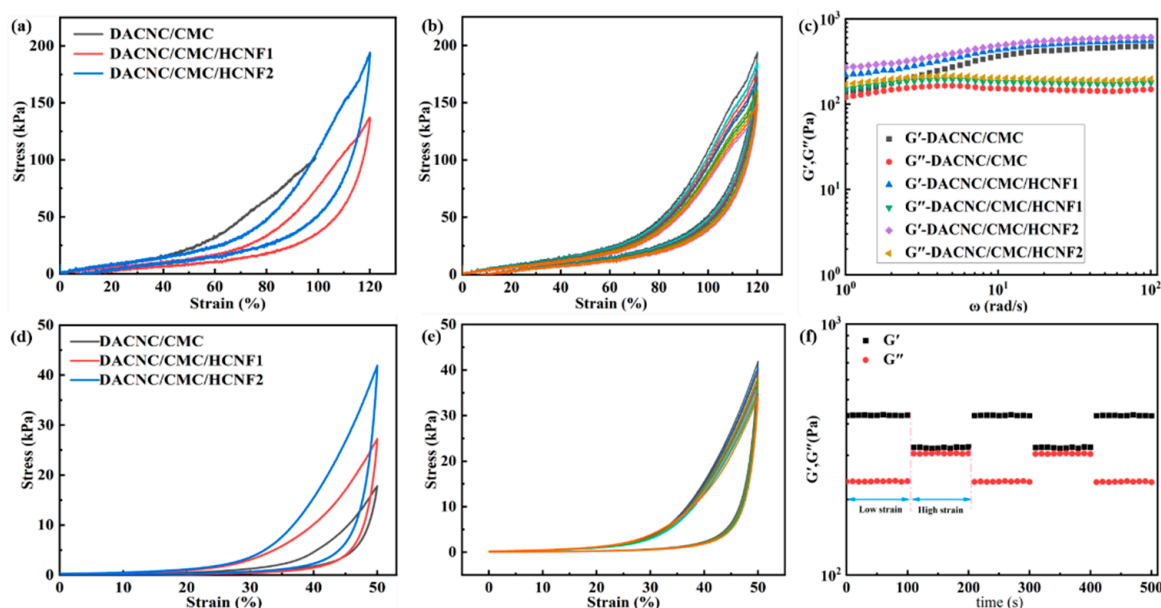 (a)
DACNC/CMC
DACNC/CMC/HCNF1
DACNC/CMC/HCNF2
Stress (kPa)
200
150
100
50
0
0 20 40 60 80 100 120
Strain (%)
(b)
Stress (kPa)
200
150
100
50
0
0 20 40 60 80 100 120
Strain (%)
(c)
G′,G″(Pa)
10³
10²
10¹
10⁰
G′-DACNC/CMC
G″-DACNC/CMC
G′-DACNC/CMC/HCNF1
G″-DACNC/CMC/HCNF1
G′-DACNC/CMC/HCNF2
G″-DACNC/CMC/HCNF2
10⁰ 10¹ 10²
ω (rad/s)
(d)
DACNC/CMC
DACNC/CMC/HCNF1
DACNC/CMC/HCNF2
Stress (kPa)
50
40
30
20
10
0
0 10 20 30 40 50
Strain (%)
(e)
Stress (kPa)
50
40
30
20
10
0
0 10 20 30 40 50
Strain (%)
(f)
G′
G″
G′,G″(Pa)
10³
10²
Low strain
High strain
0 100 200 300 400 500
time (s)